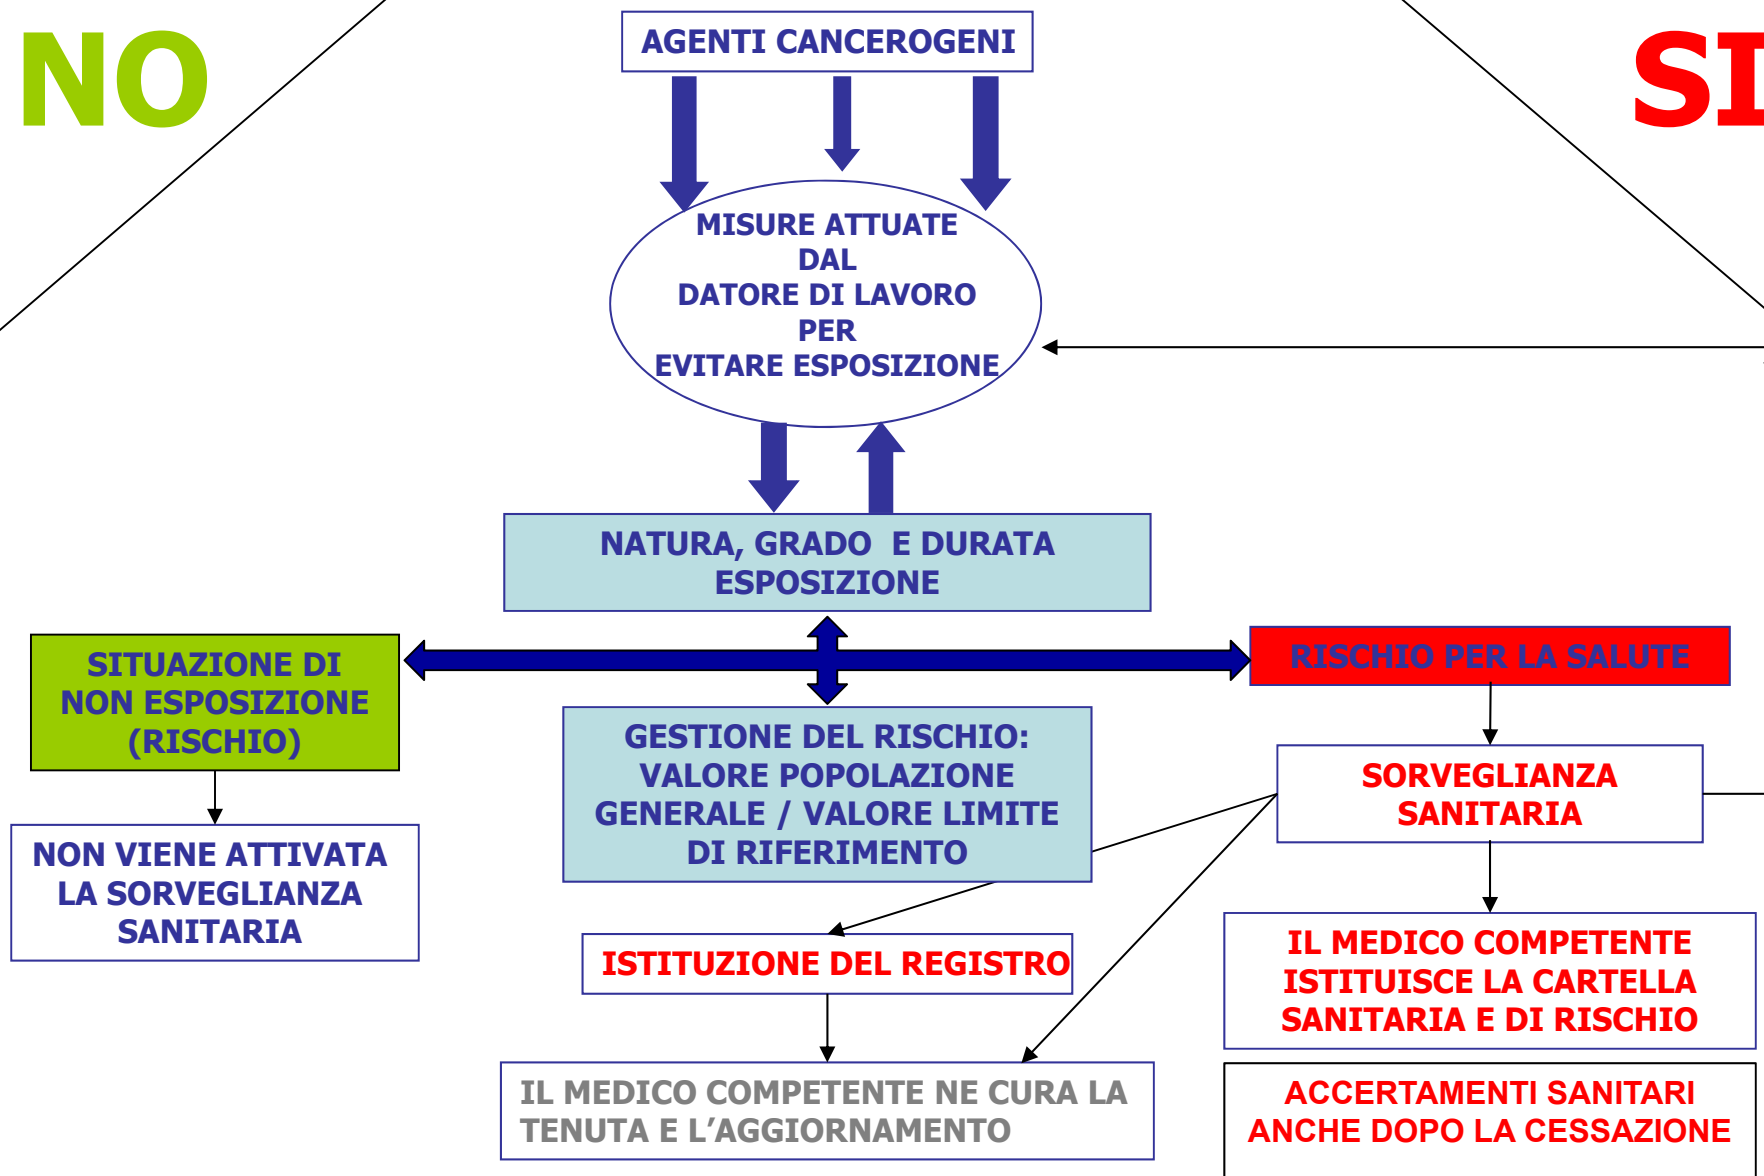 NO
AGENTI CANCEROGENI
SI
MISURE ATTUATE
DAL
DATORE DI LAVORO
PER
EVITARE ESPOSIZIONE
NATURA, GRADO E DURATA
ESPOSIZIONE
SITUAZIONE DI
NON ESPOSIZIONE
(RISCHIO)
RISCHIO PER LA SALUTE
GESTIONE DEL RISCHIO:
VALORE POPOLAZIONE
GENERALE / VALORE LIMITE
DI RIFERIMENTO
SORVEGLIANZA
SANITARIA
NON VIENE ATTIVATA
LA SORVEGLIANZA
SANITARIA
ISTITUZIONE DEL REGISTRO
IL MEDICO COMPETENTE
ISTITUISCE LA CARTELLA
SANITARIA E DI RISCHIO
IL MEDICO COMPETENTE NE CURA LA
TENUTA E L’AGGIORNAMENTO
ACCERTAMENTI SANITARI
ANCHE DOPO LA CESSAZIONE